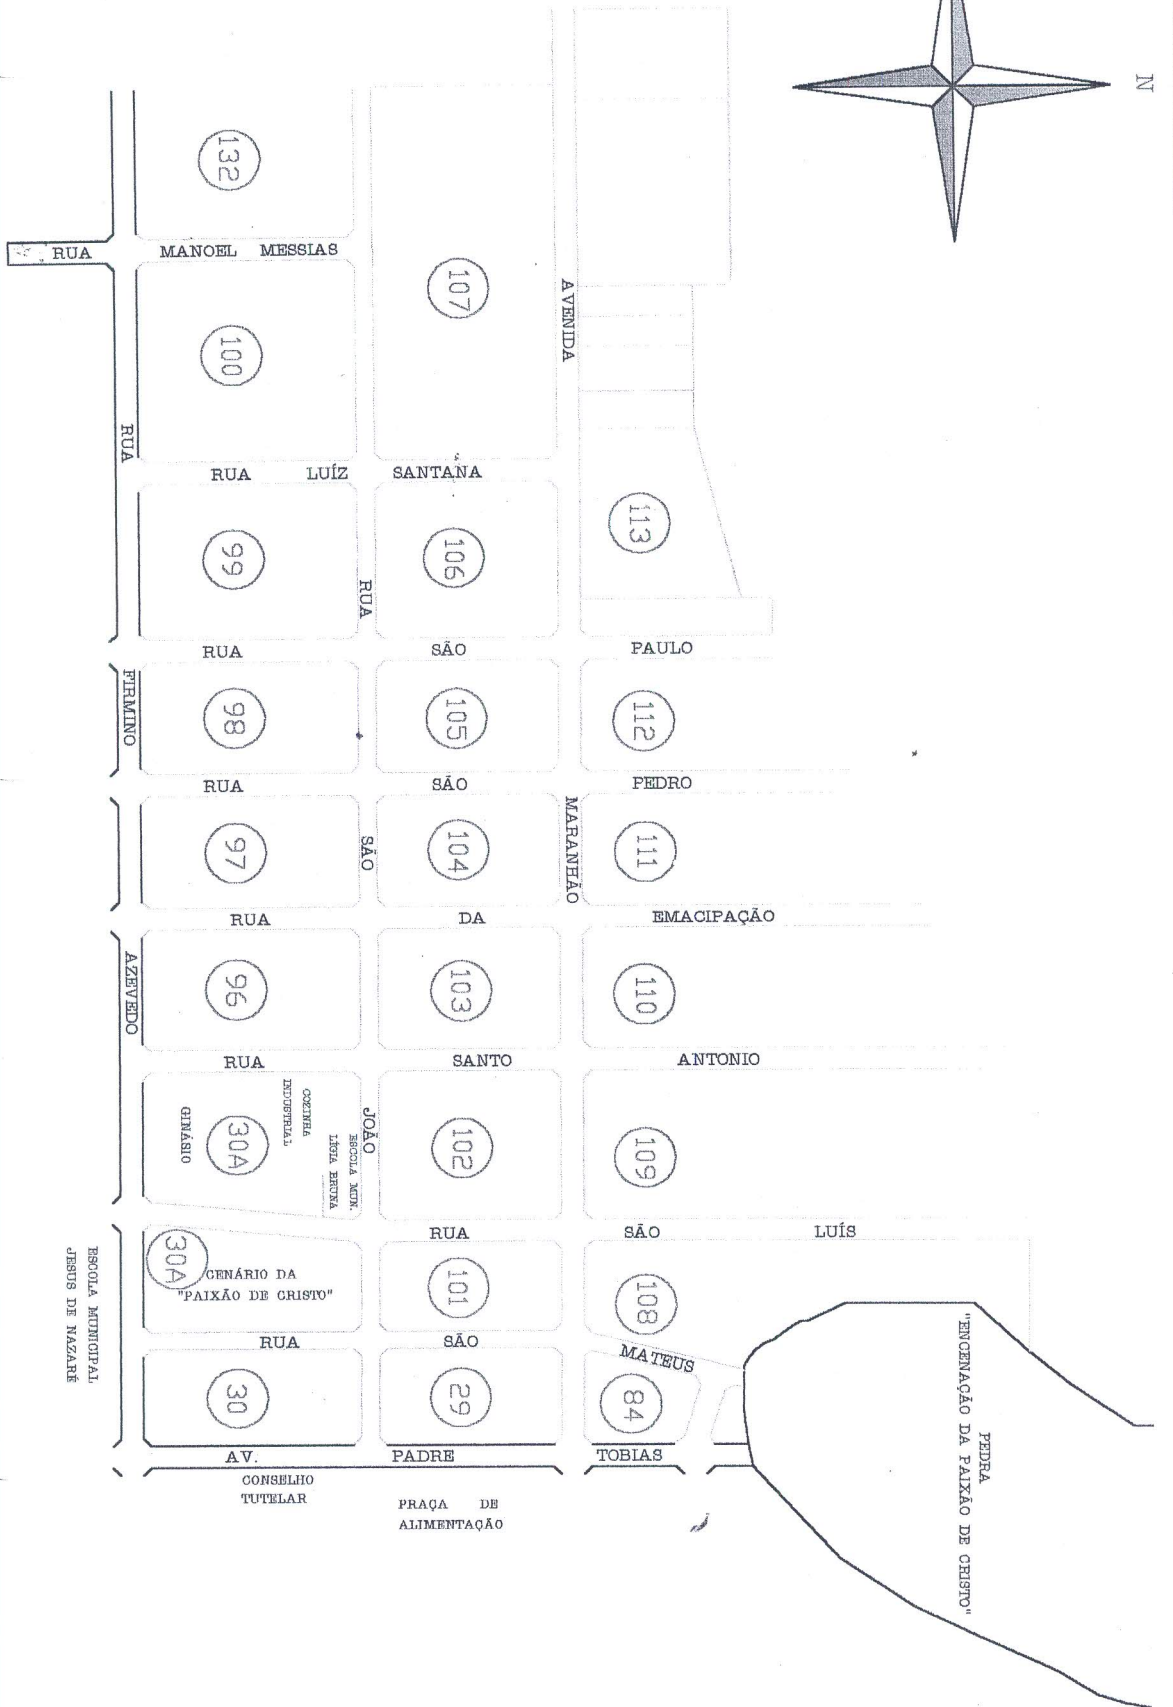 N
132
RUA MANOEL MESSIAS
107
AVENIDA
100
RUA
RUA LUÍZ SANTANA
113
99
106
RUA
RUA SÃO PAULO
FIRMINO
98
105
112
RUA SÃO PEDRO
97
SÃO
104
MARANHÃO
111
RUA DA EMACIPAÇÃO
AZEVEDO
96
103
110
RUA SANTO ANTONIO
GINÁSIO
30A
COZINHA
INDUSTRIAL
ESCOLA MUN.
LÍGIA BRUNA
JOÃO
102
109
RUA SÃO LUÍS
ESCOLA MUNICIPAL
JESUS DE NAZARÉ
30A
CENÁRIO DA
"PAIXÃO DE CRISTO"
101
108
RUA SÃO MATEUS
30
29
84
PEDRA
"ENCENAÇÃO DA PAIXÃO DE CRISTO"
AV. PADRE TOBIAS
CONSELHO
TUTELAR
PRAÇA DE
ALIMENTAÇÃO